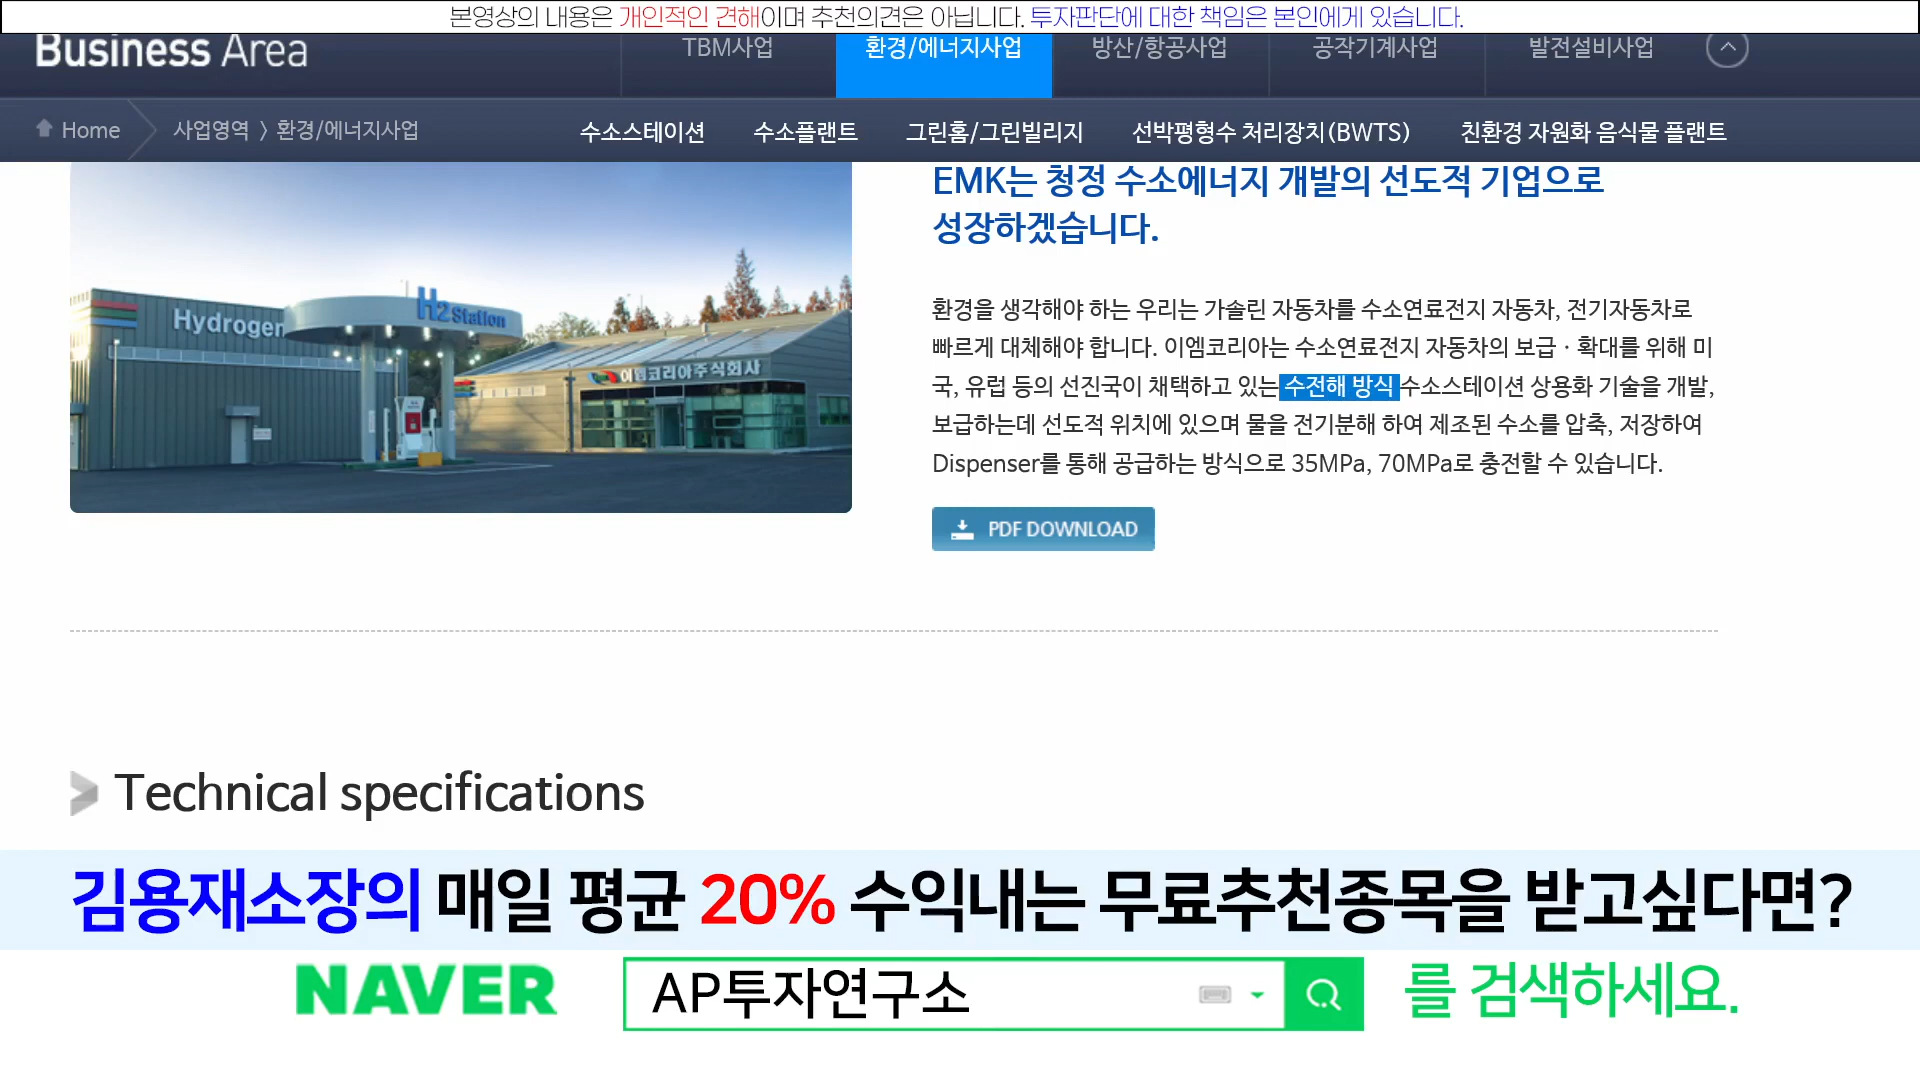 본영상의 내용은 개인적인 견해이며 추천의견은 아닙니다. 투자판단에 대한 책임은 본인에게 있습니다.
Business Area
TBM사업
환경/에너지사업
방산/항공사업
공작기계사업
발전설비사업
Home
사업영역 > 환경/에너지사업
수소스테이션
수소플랜트
그린홈/그린빌리지
선박평형수 처리장치(BWTS)
친환경 자원화 음식물 플랜트
Hydrogen
H2 Station
이엠코리아주식회사
EMK는 청정 수소에너지 개발의 선도적 기업으로
성장하겠습니다.
환경을 생각해야 하는 우리는 가솔린 자동차를 수소연료전지 자동차, 전기자동차로
빠르게 대체해야 합니다. 이엠코리아는 수소연료전지 자동차의 보급 · 확대를 위해 미
국, 유럽 등의 선진국이 채택하고 있는 수전해 방식 수소스테이션 상용화 기술을 개발,
보급하는데 선도적 위치에 있으며 물을 전기분해 하여 제조된 수소를 압축, 저장하여
Dispenser를 통해 공급하는 방식으로 35MPa, 70MPa로 충전할 수 있습니다.
PDF DOWNLOAD
Technical specifications
김용재소장의 매일 평균 20% 수익내는 무료추천종목을 받고싶다면?
NAVER AP투자연구소 를 검색하세요.